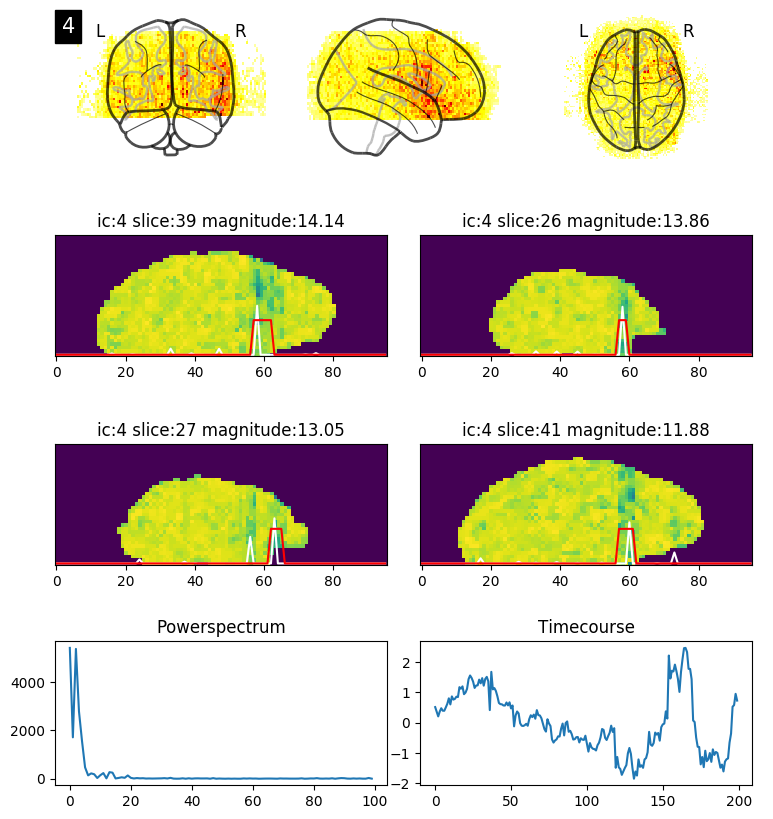 4 L R L R
ic:4 slice:39 magnitude:14.14 ic:4 slice:26 magnitude:13.86
0 20 40 60 80 0 20 40 60 80
ic:4 slice:27 magnitude:13.05 ic:4 slice:41 magnitude:11.88
0 20 40 60 80 0 20 40 60 80
Powerspectrum
4000
2000
0
0 20 40 60 80 100
Timecourse
2
1
0
−1
−2
0 50 100 150 200